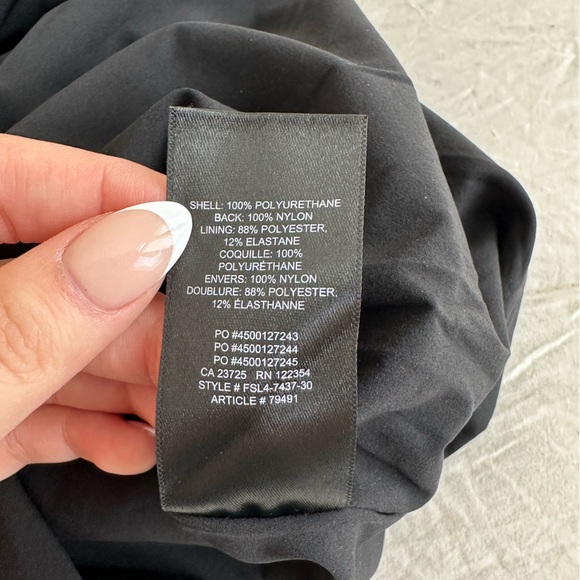 SHELL: 100% POLYURETHANE
BACK: 100% NYLON
LINING: 88% POLYESTER,
12% ELASTANE
COQUILLE: 100%
POLYURÉTHANE
ENVERS: 100% NYLON
DOUBLURE: 88% POLYESTER,
12% ÉLASTHANNE
PO #4500127243
PO #4500127244
PO #4500127245
CA 23725 RN 122354
STYLE # FSL4-7437-30
ARTICLE # 79491